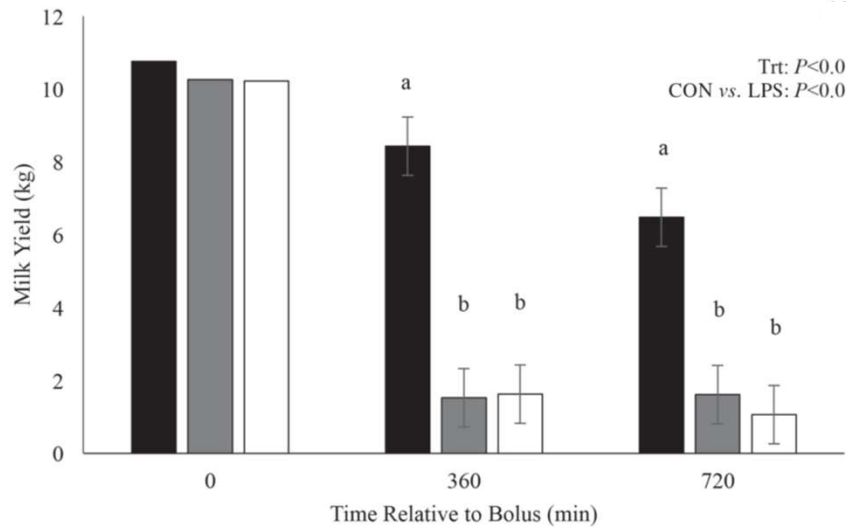 12
10
8
6
4
2
0
Milk Yield (kg)
Trt: P<0.0
CON vs. LPS: P<0.0
a
b
b
a
b
b
0
360
720
Time Relative to Bolus (min)